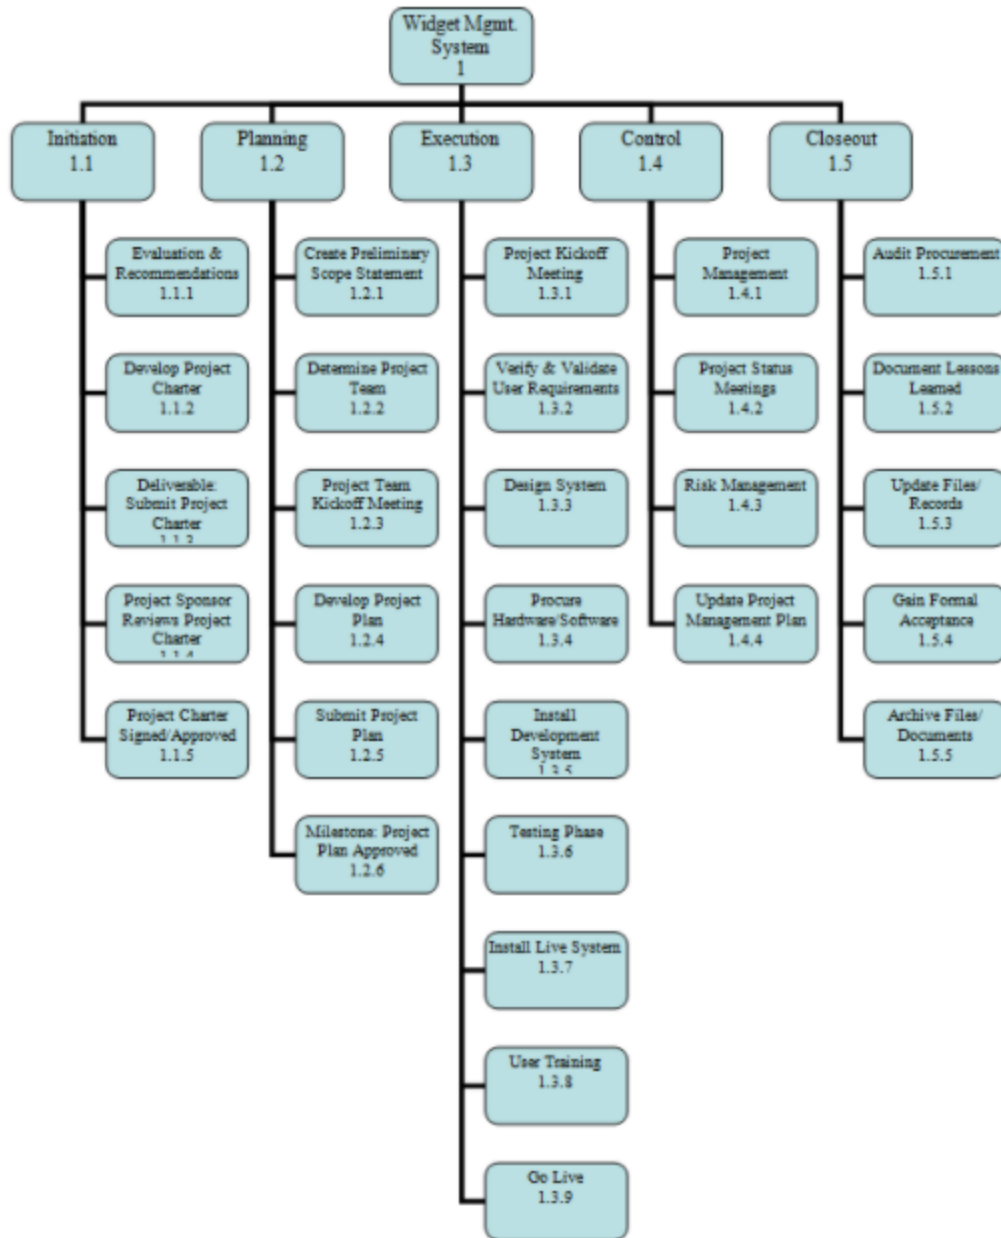 Widget Mgmt.
System
1
Initiation
1.1
Planning
1.2
Execution
1.3
Control
1.4
Closeout
1.5
Evaluation &
Recommendations
1.1.1
Develop Project
Charter
1.1.2
Deliverable:
Submit Project
Charter
1.1.3
Project Sponsor
Reviews Project
Charter
1.1.4
Project Charter
Signed/Approved
1.1.5
Create Preliminary
Scope Statement
1.2.1
Determine Project
Team
1.2.2
Project Team
Kickoff Meeting
1.2.3
Develop Project
Plan
1.2.4
Submit Project
Plan
1.2.5
Milestone: Project
Plan Approved
1.2.6
Project Kickoff
Meeting
1.3.1
Verify & Validate
User Requirements
1.3.2
Design System
1.3.3
Procure
Hardware/Software
1.3.4
Install
Development
System
1.3.5
Testing Phase
1.3.6
Install Live System
1.3.7
User Training
1.3.8
Go Live
1.3.9
Project
Management
1.4.1
Project Status
Meetings
1.4.2
Risk Management
1.4.3
Update Project
Management Plan
1.4.4
Audit Procurement
1.5.1
Document Lessons
Learned
1.5.2
Update Files/
Records
1.5.3
Gain Formal
Acceptance
1.5.4
Archive Files/
Documents
1.5.5